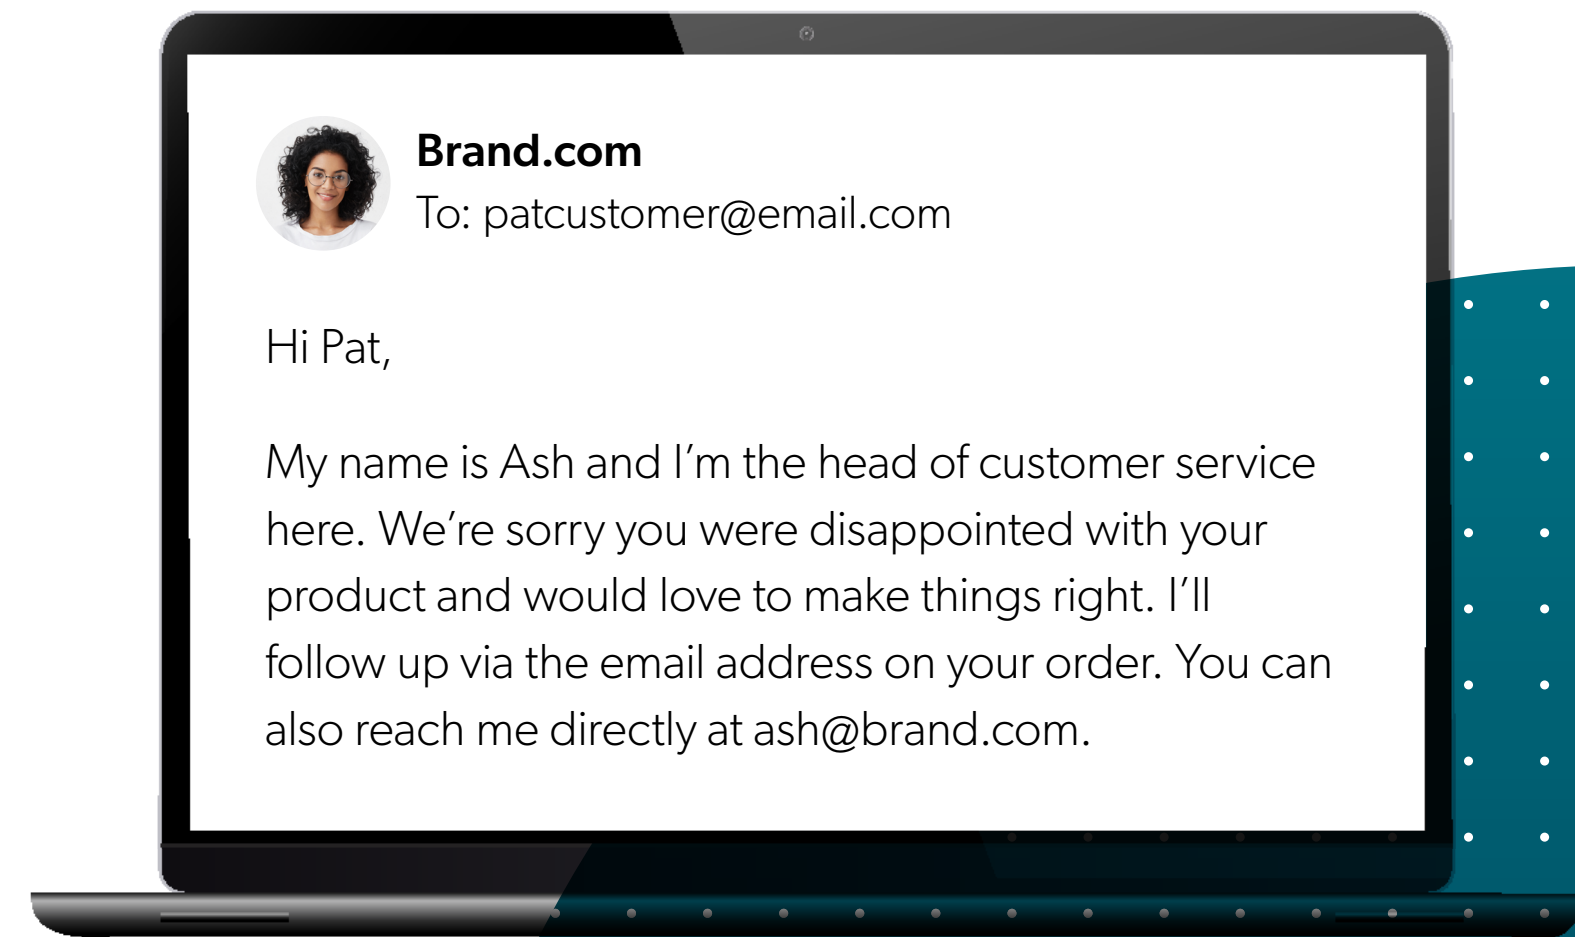 Brand.com
To: patcustomer@email.com
Hi Pat,
My name is Ash and I’m the head of customer service
here. We’re sorry you were disappointed with your
product and would love to make things right. I’ll
follow up via the email address on your order. You can
also reach me directly at ash@brand.com.